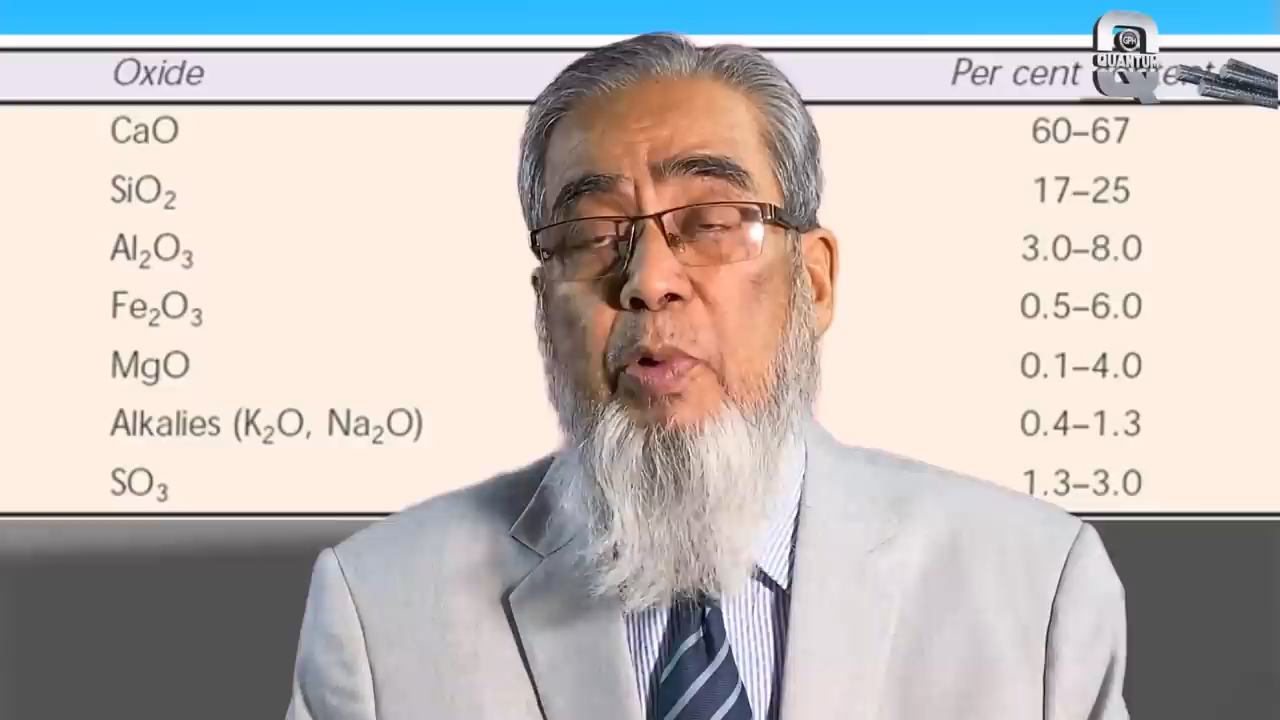 Oxide Per cent
GPH
QUANTUM
CaO 60–67
SiO₂ 17–25
Al₂O₃ 3.0–8.0
Fe₂O₃ 0.5–6.0
MgO 0.1–4.0
Alkalies (K₂O, Na₂O) 0.4–1.3
SO₃ 1.3–3.0